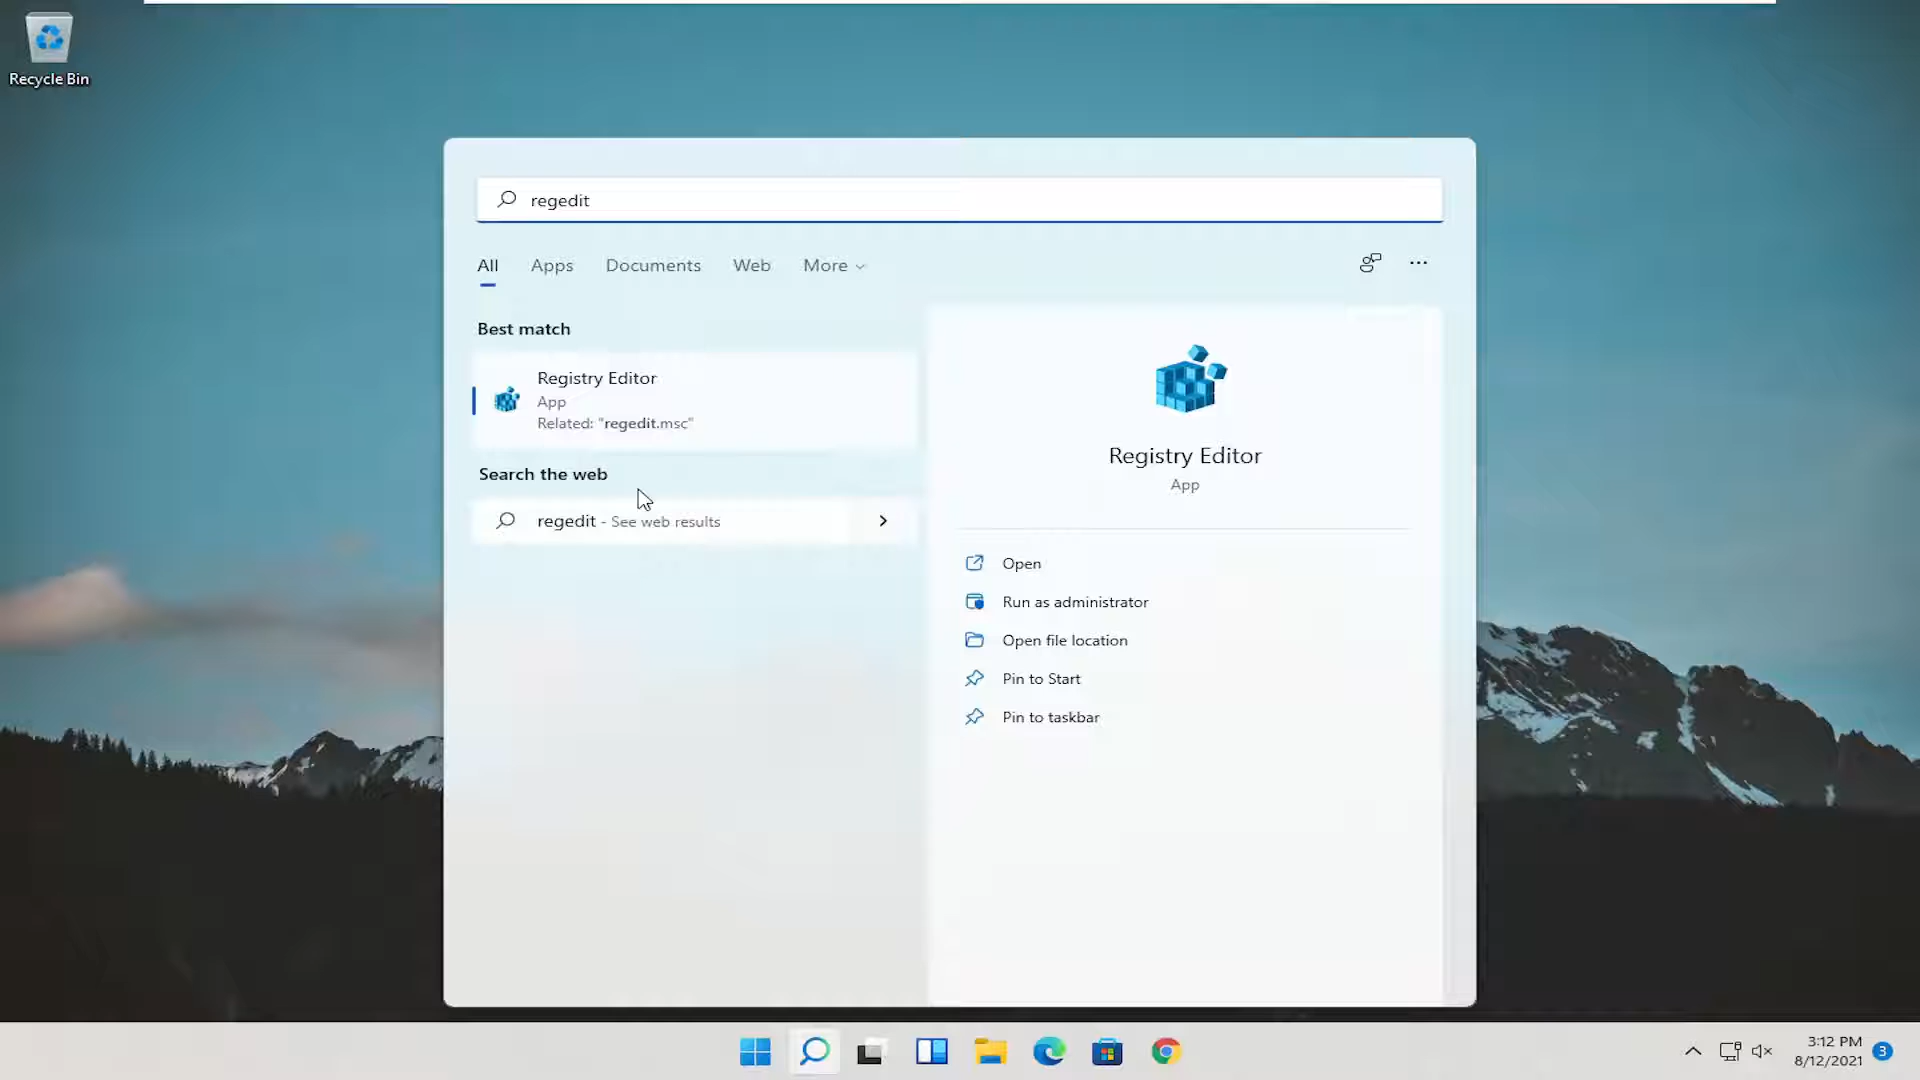 Recycle Bin
regedit
All Apps Documents Web More
Best match
Registry Editor
App
Related: "regedit.msc"
Search the web
regedit - See web results
Registry Editor
App
Open
Run as administrator
Open file location
Pin to Start
Pin to taskbar
3:12 PM
8/12/2021
3